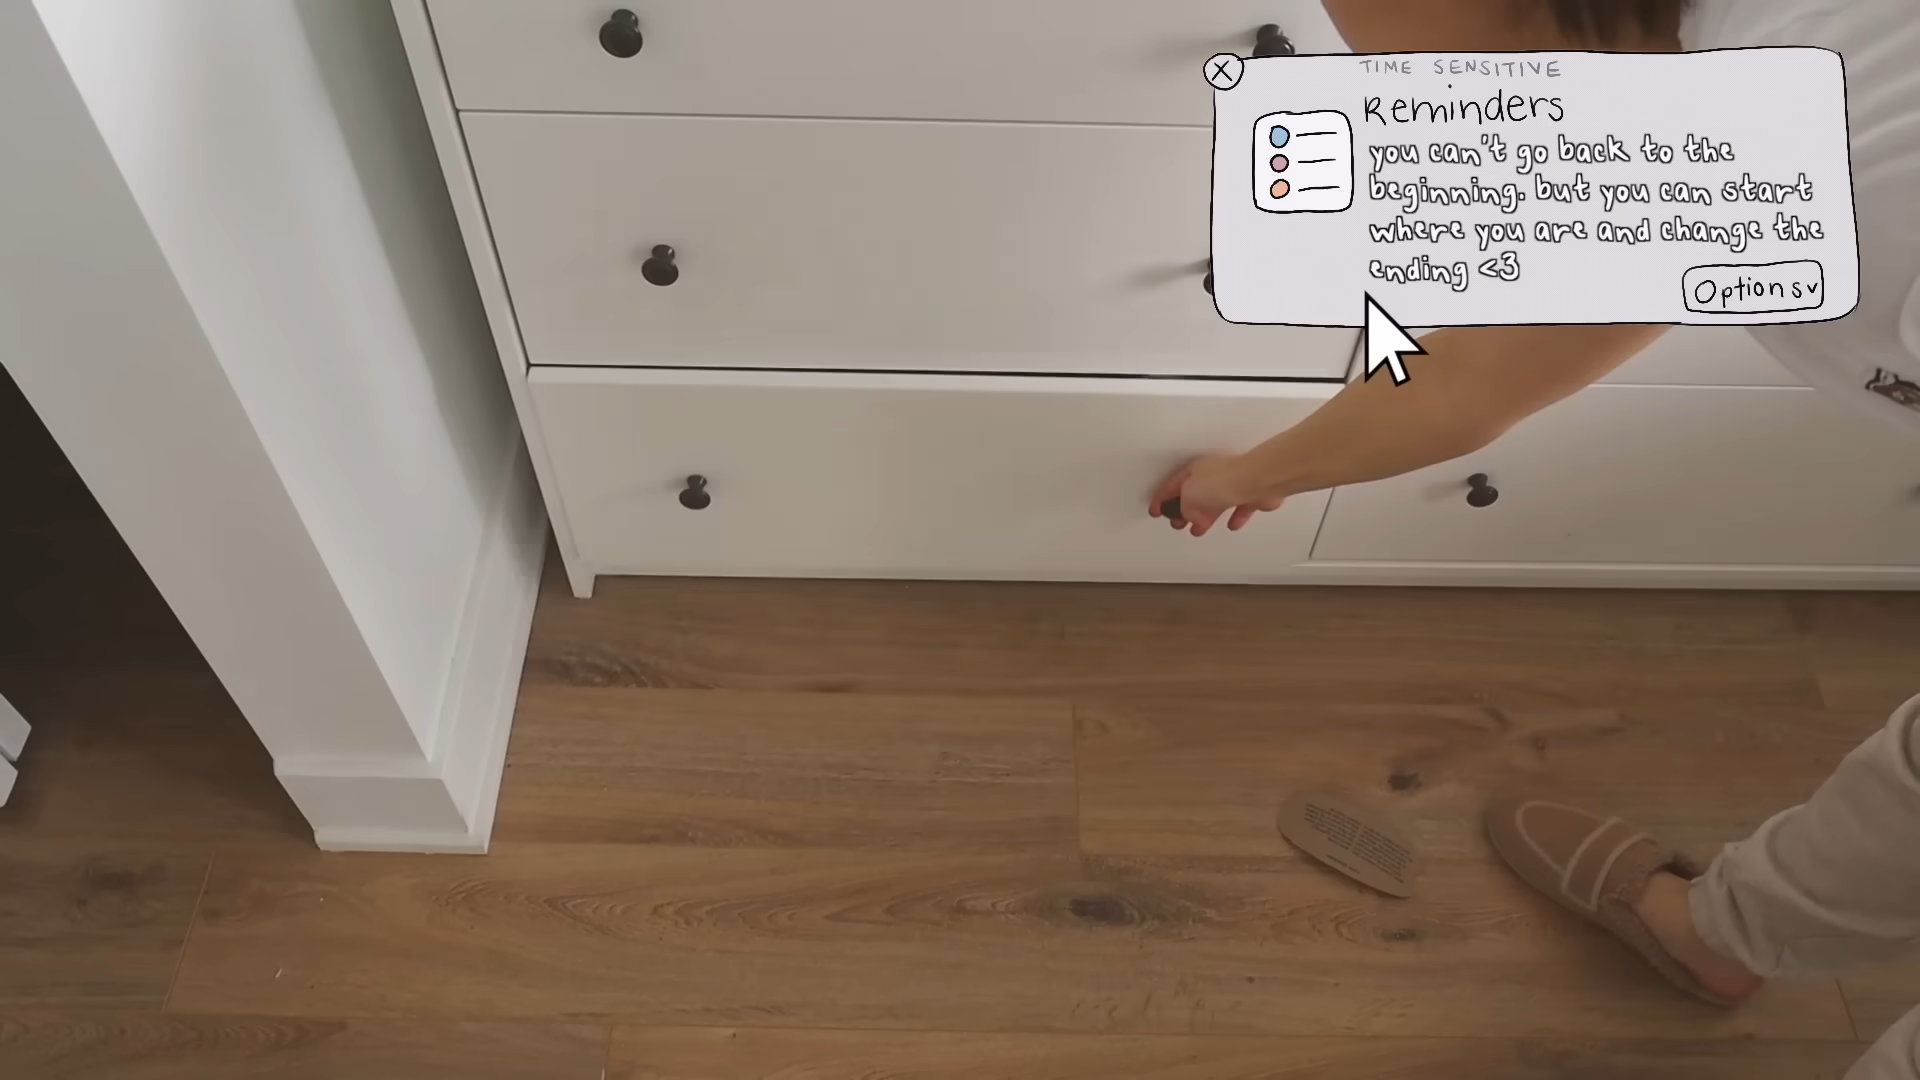 TIME SENSITIVE
Reminders
you can't go back to the
beginning. but you can start
where you are and change the
ending <3
Options